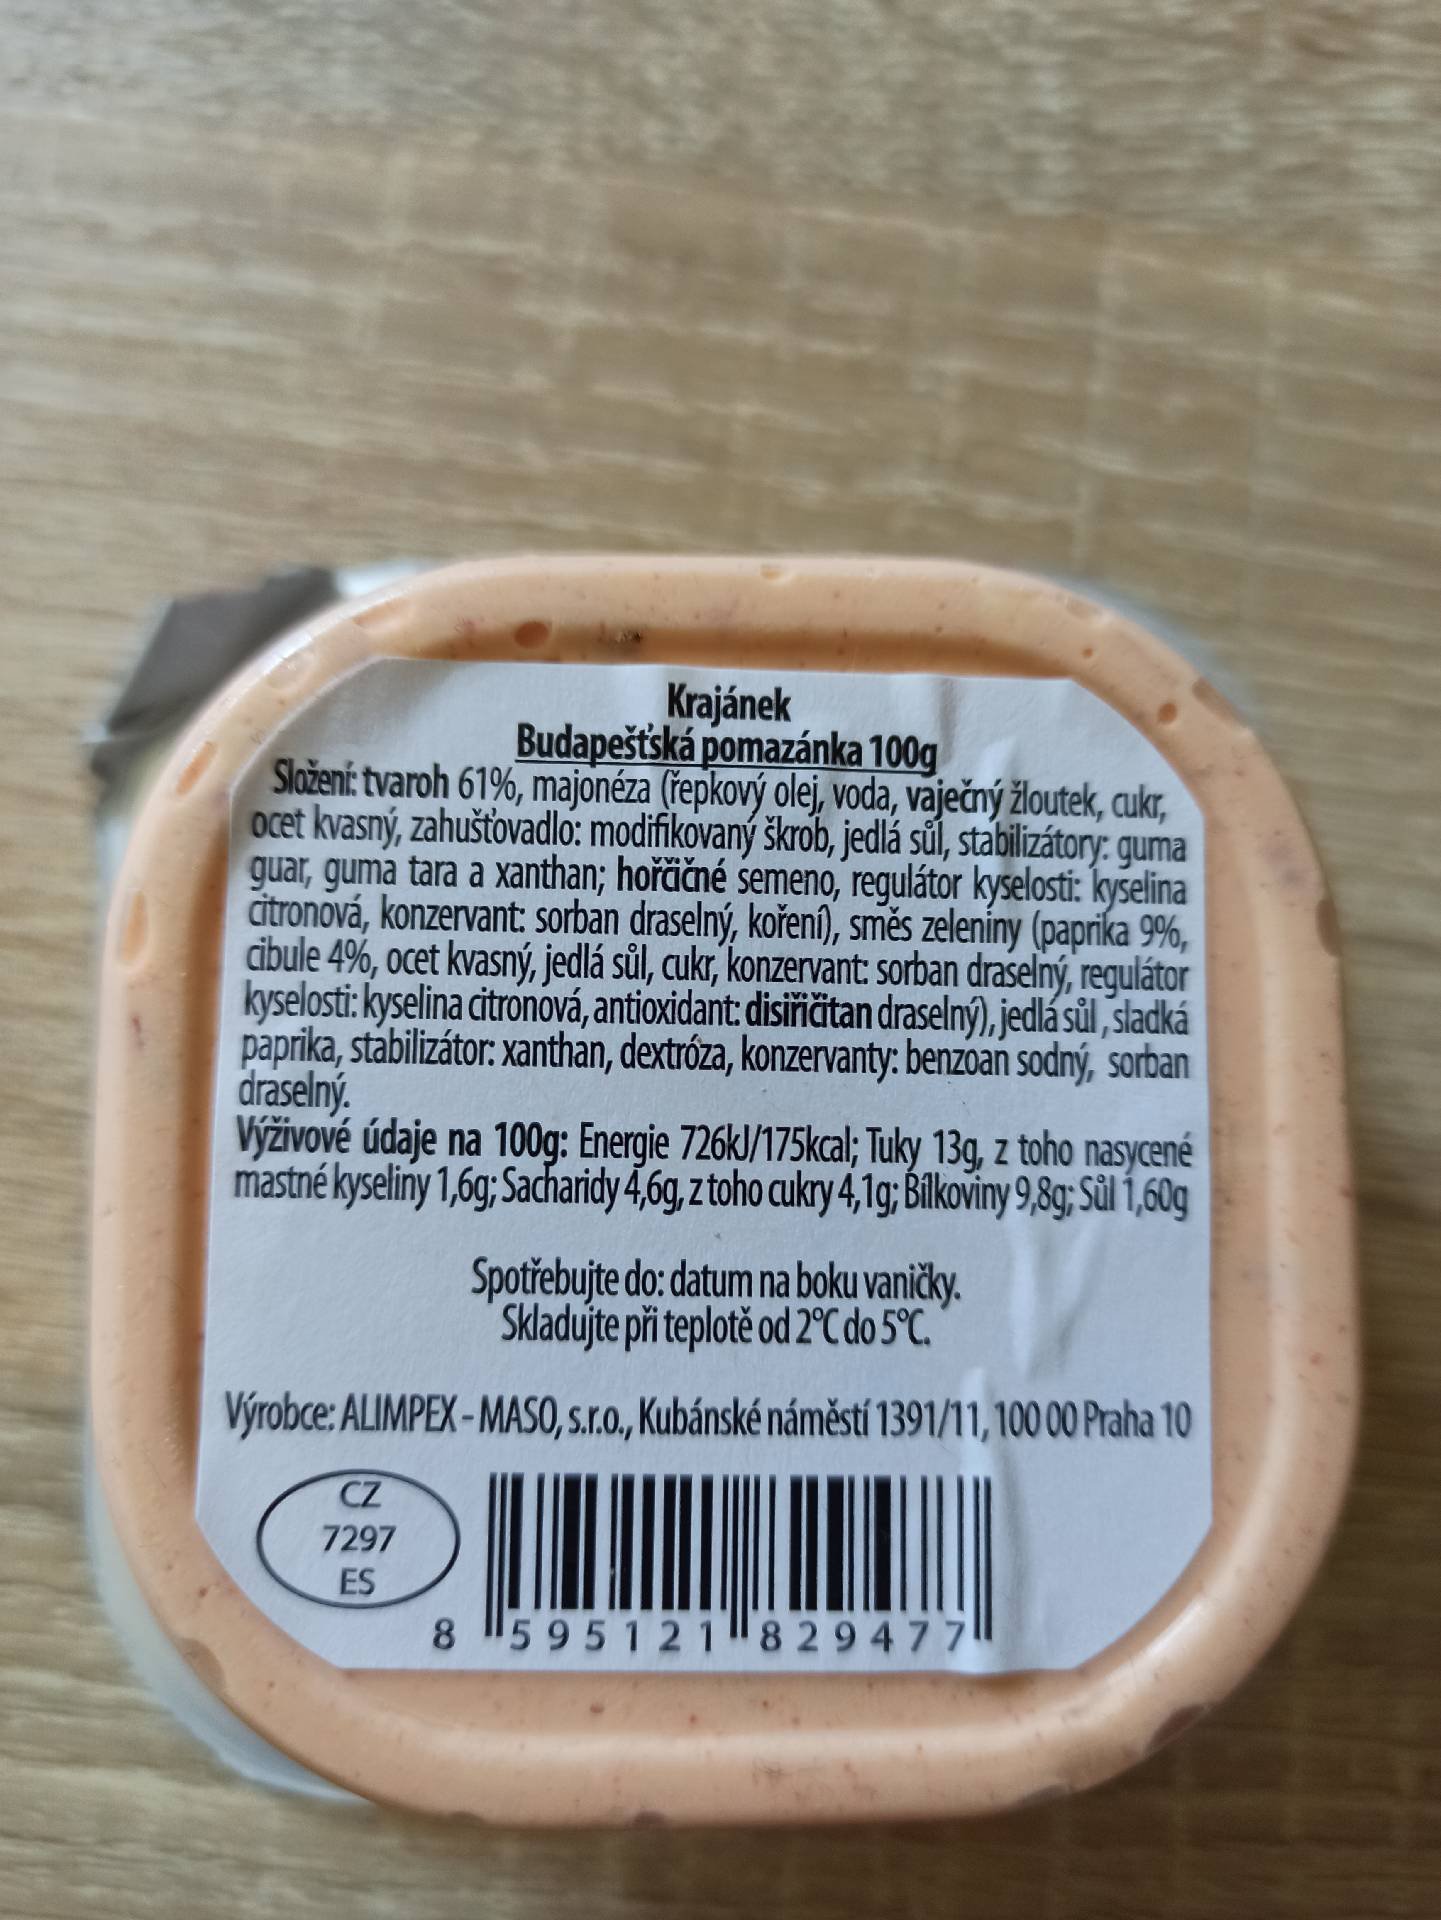 Krajánek
Budapešťská pomazánka 100g
Složení: tvaroh 61%, majonéza (řepkový olej, voda, vaječný žloutek, cukr,
ocet kvasný, zahušťovadlo: modifikovaný škrob, jedlá sůl, stabilizátory: guma
guar, guma tara a xanthan; hořčičné semeno, regulátor kyselosti: kyselina
citronová, konzervant: sorban draselný, koření), směs zeleniny (paprika 9%,
cibule 4%, ocet kvasný, jedlá sůl, cukr, konzervant: sorban draselný, regulátor
kyselosti: kyselina citronová, antioxidant: disiřičitan draselný), jedlá sůl , sladká
paprika, stabilizátor: xanthan, dextróza, konzervanty: benzoan sodný, sorban
draselný.
Výživové údaje na 100g: Energie 726kJ/175kcal; Tuky 13g, z toho nasycené
mastné kyseliny 1,6g; Sacharidy 4,6g, z toho cukry 4,1g; Bílkoviny 9,8g; Sůl 1,60g
Spotřebujte do: datum na boku vaničky.
Skladujte při teplotě od 2°C do 5°C.
Výrobce: ALIMPEX - MASO, s.r.o., Kubánské náměstí 1391/11, 100 00 Praha 10
CZ
7297
ES
8 595121 829477